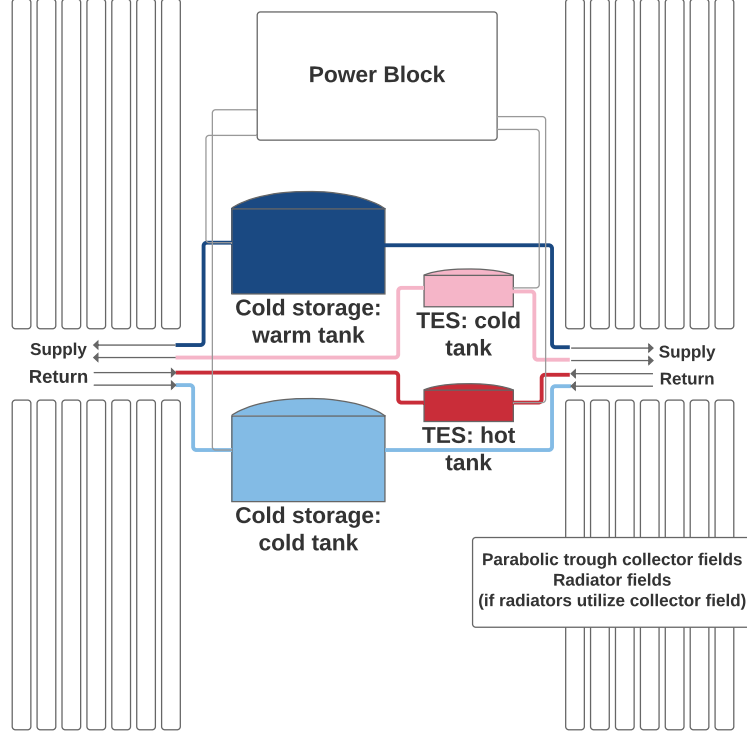 Power Block
Cold storage:
warm tank
TES: cold
tank
Supply
Return
Supply
Return
TES: hot
tank
Cold storage:
cold tank
Parabolic trough collector fields
Radiator fields
(if radiators utilize collector field)